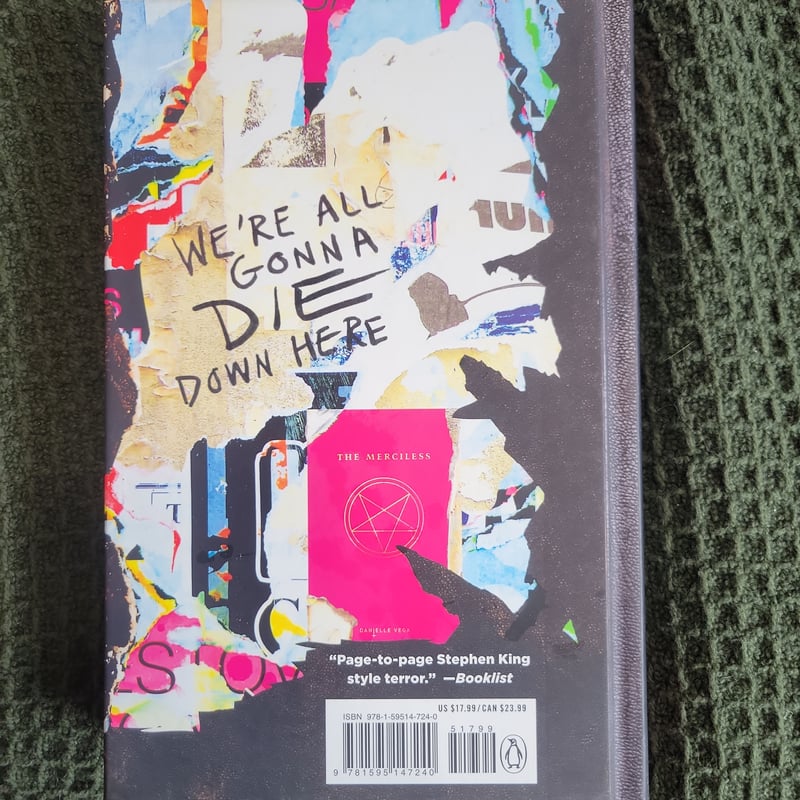 WE'RE ALL
GONNA
DIE
DOWN HERE
THE MERCILESS
DANIELLE VEGA
"Page-to-page Stephen King
style terror." —Booklist
US $17.99/CAN $23.99
ISBN 978-1-59514-724-0
51799
9 781595 147240